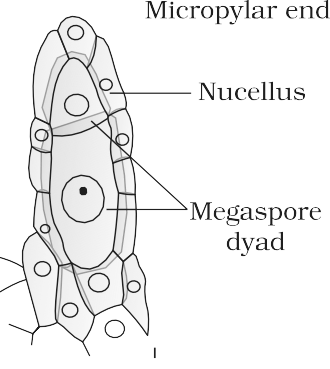 Micropylar end
Nucellus
Megaspore
dyad